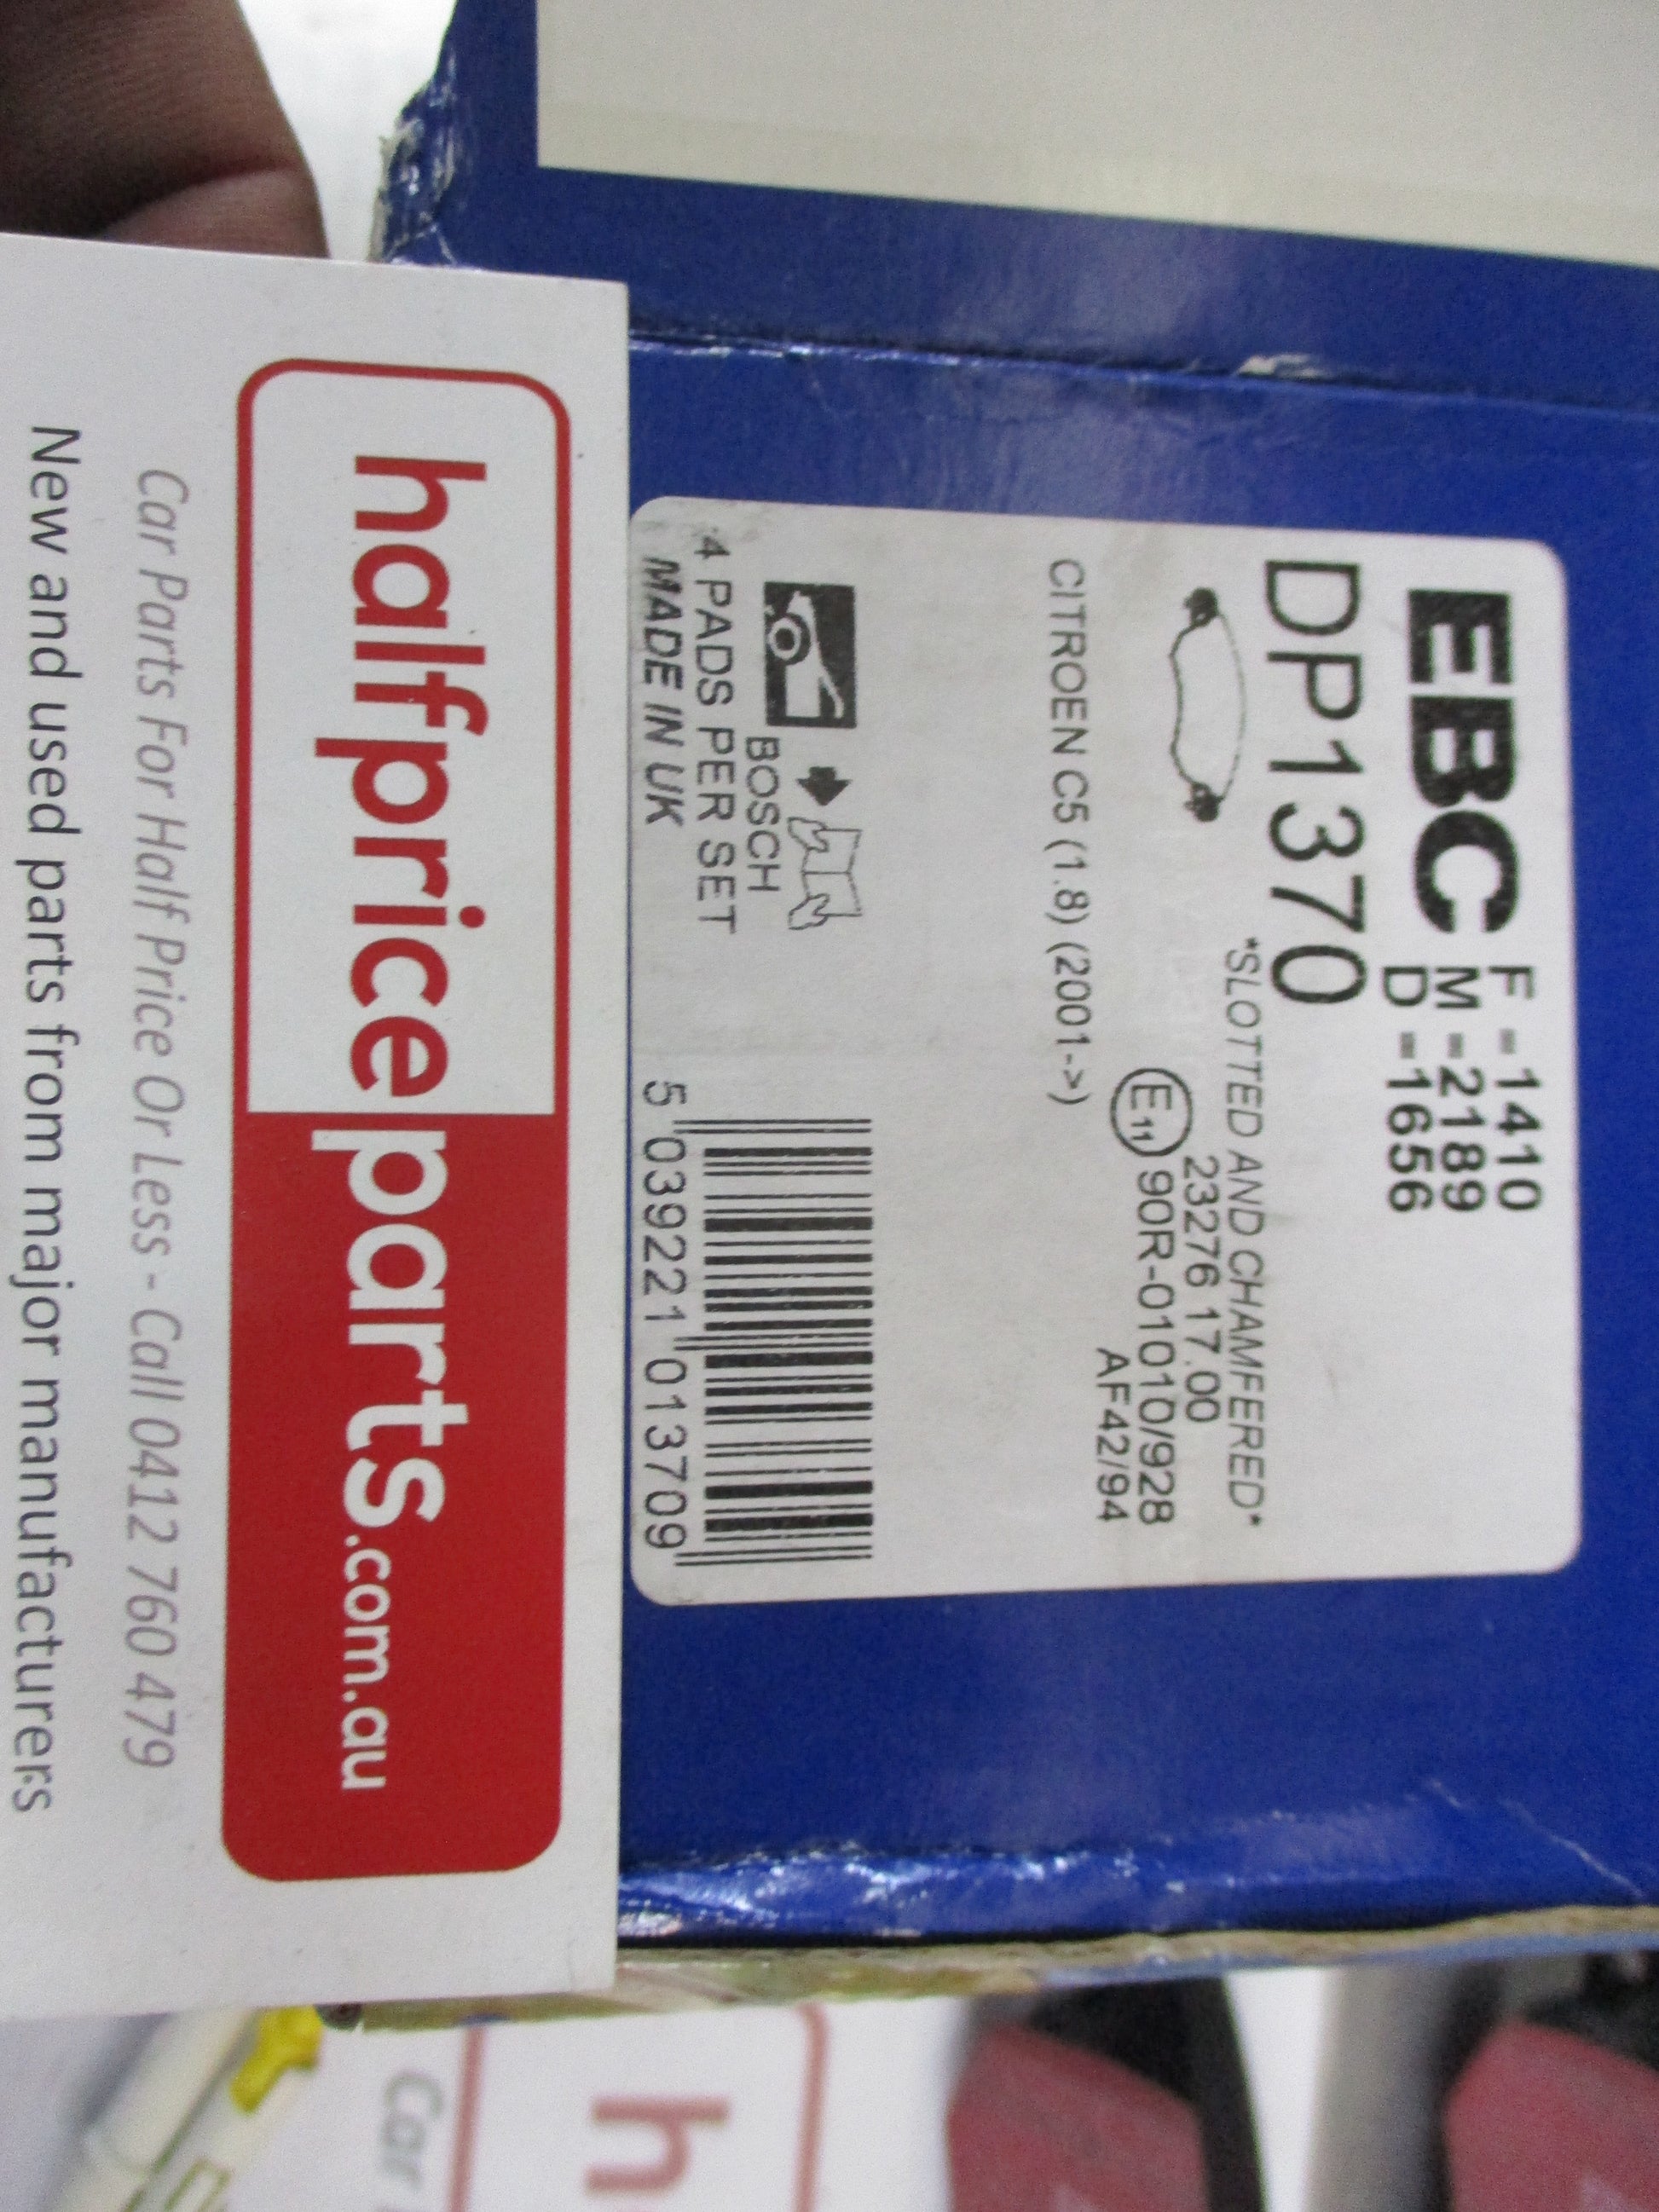 EBC
F -1410
M -2189
D -1656
DP1370
*SLOTTED AND CHAMFERED*
23276 17.00
E11 90R-01010/928
AF42/94
CITROEN C5 (1.8) (2001->)
BOSCH
4 PADS PER SET
MADE IN UK
5 039221 013709
halfpriceparts.com.au
Car Parts For Half Price Or Less - Call 0412 760 479
New and used parts from major manufacturers
h
Car